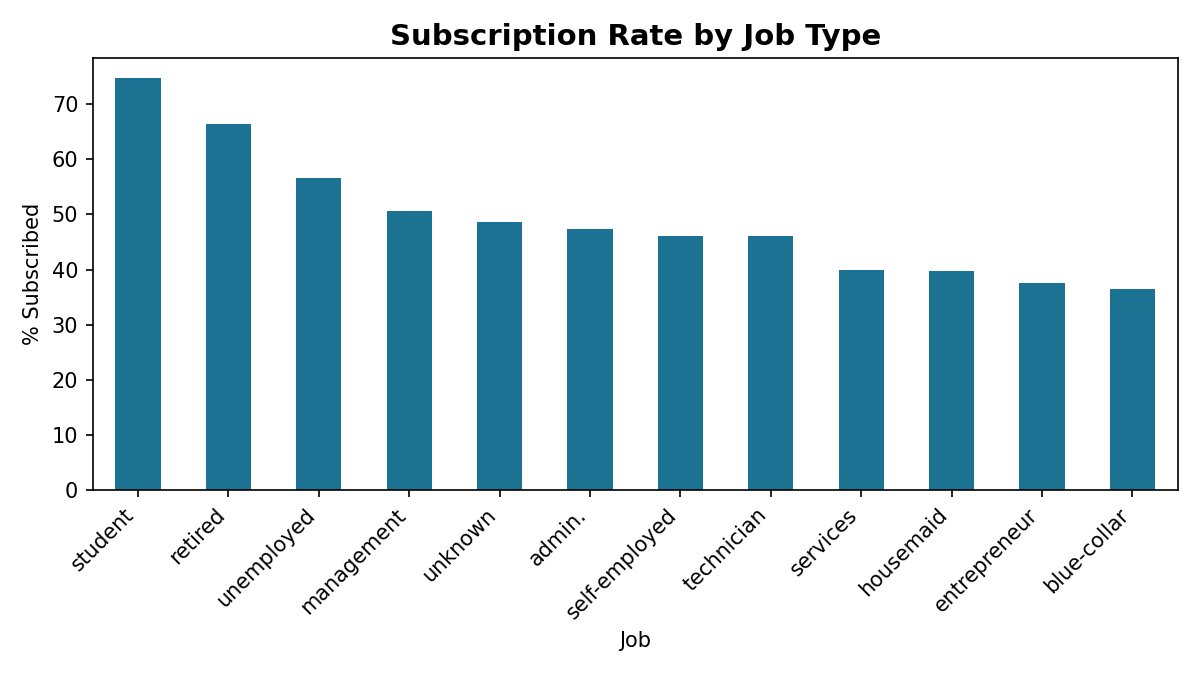 Subscription Rate by Job Type
% Subscribed
70
60
50
40
30
20
10
0
student
retired
unemployed
management
unknown
admin.
self-employed
technician
services
housemaid
entrepreneur
blue-collar
Job